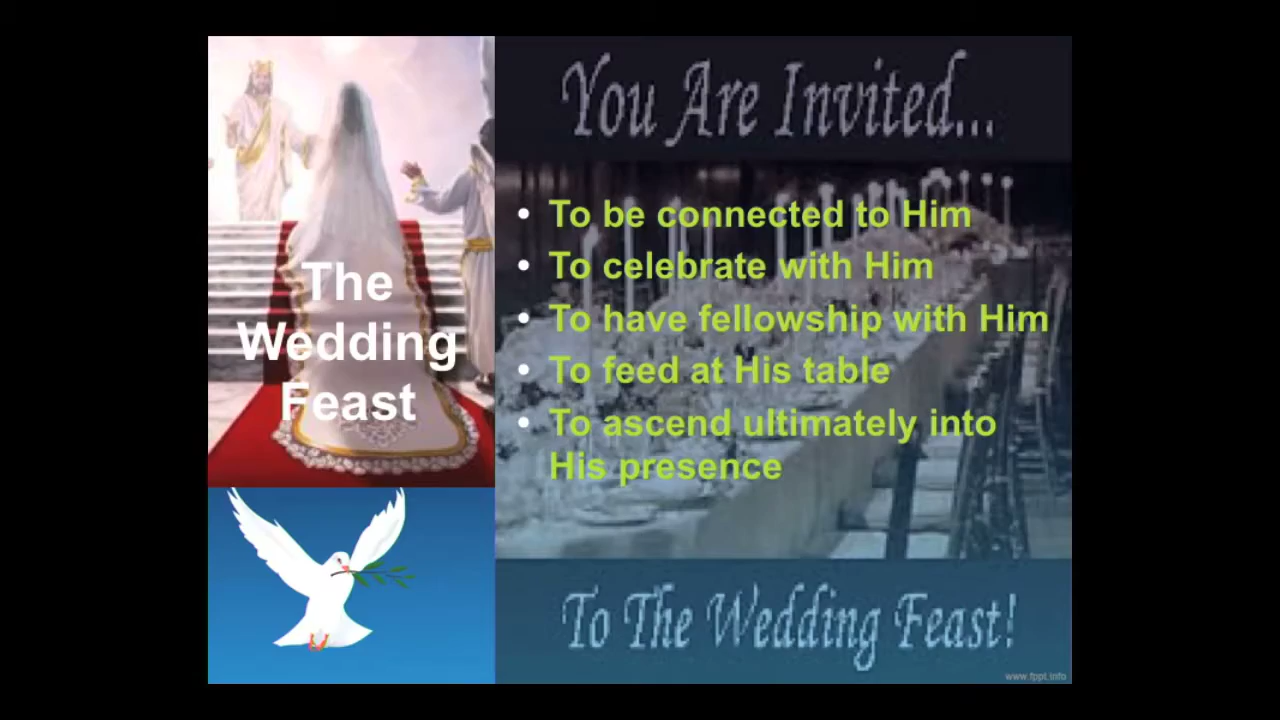 You Are Invited...
The
Wedding
Feast
• To be connected to Him
• To celebrate with Him
• To have fellowship with Him
• To feed at His table
• To ascend ultimately into
His presence
To The Wedding Feast!
www.fppt.info